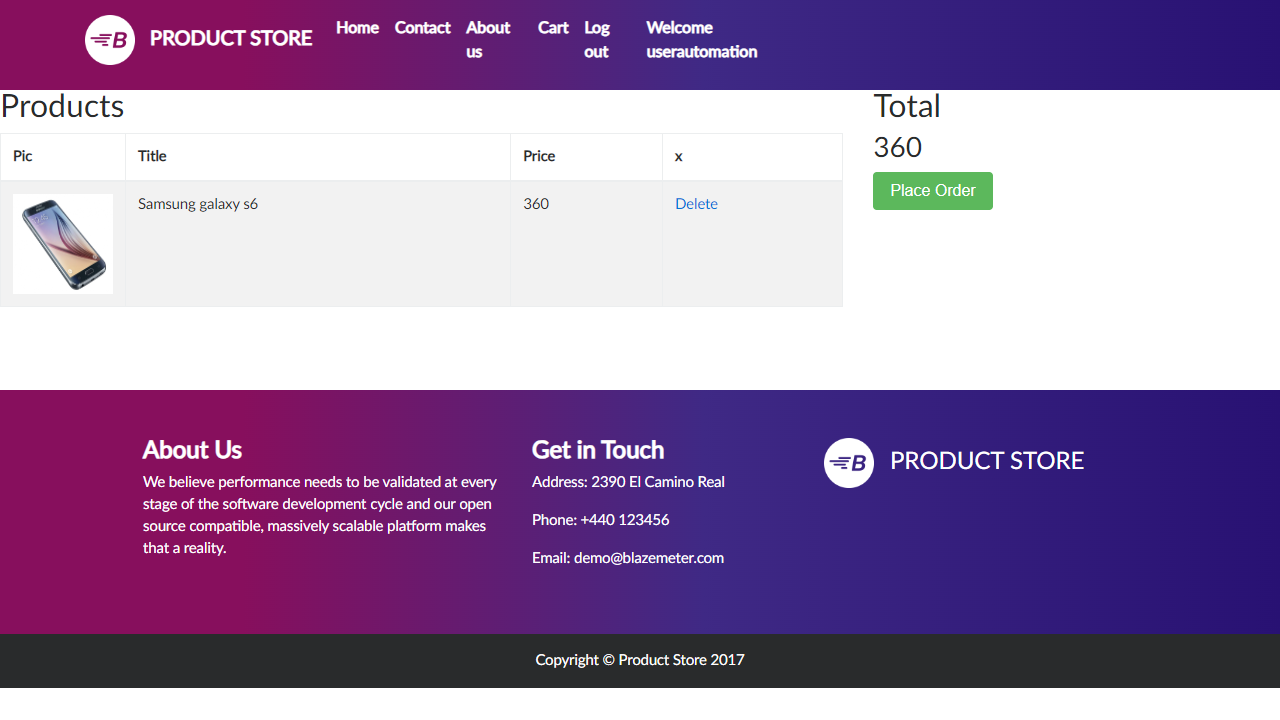 B PRODUCT STORE Home Contact About us Cart Log out Welcome userautomation
Products
Pic Title Price x
Samsung galaxy s6 360 Delete
Total
360
Place Order
About Us
We believe performance needs to be validated at every
stage of the software development cycle and our open
source compatible, massively scalable platform makes
that a reality.
Get in Touch
Address: 2390 El Camino Real
Phone: +440 123456
Email: demo@blazemeter.com
B PRODUCT STORE
Copyright © Product Store 2017